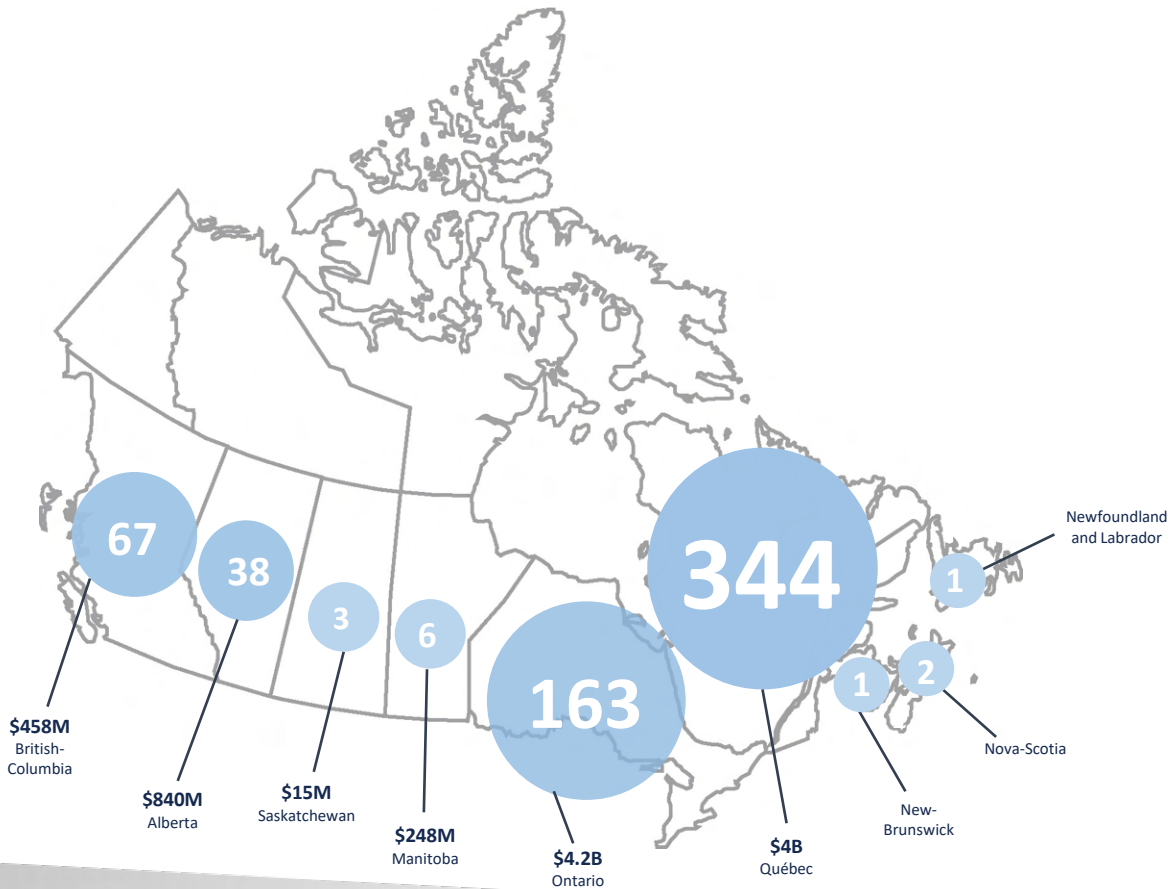 344
67
38
1
3
6
2
1
163
Newfoundland
and Labrador
$458M
British-
Columbia
$840M
Alberta
$15M
Saskatchewan
$248M
Manitoba
$4.2B
Ontario
$4B
Québec
New-
Brunswick
Nova-Scotia